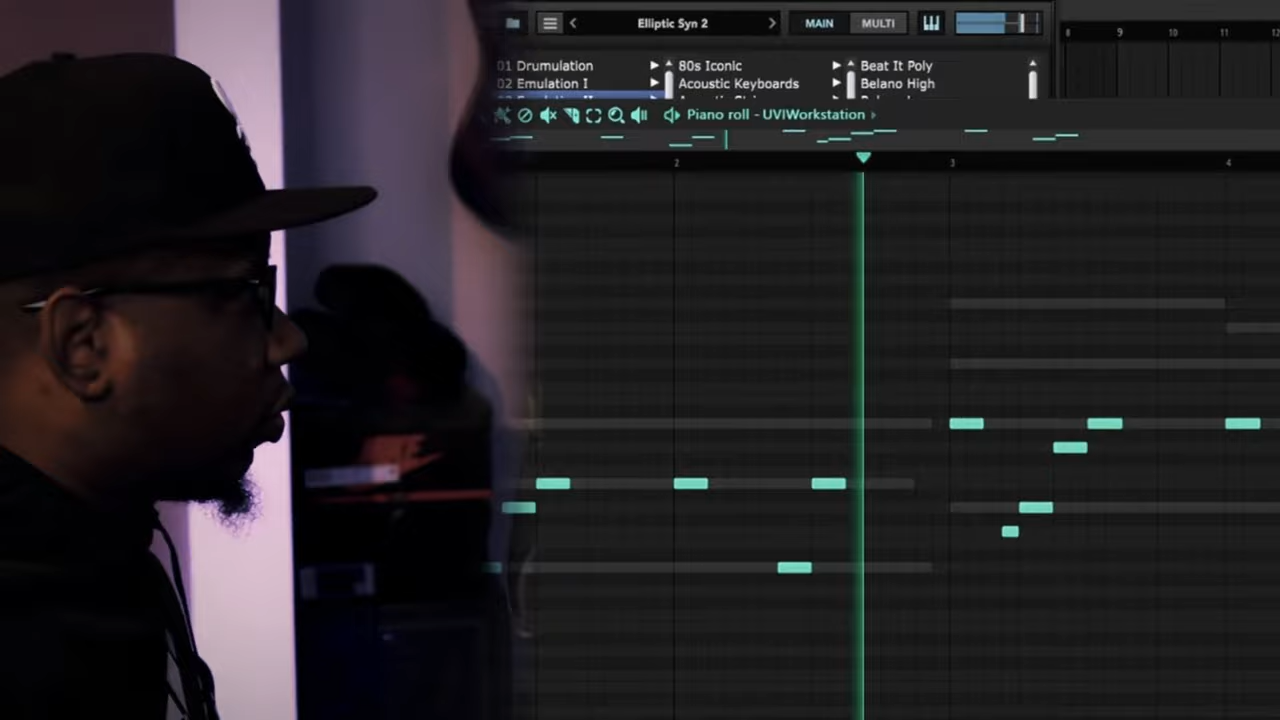 Elliptic Syn 2
MAIN
MULTI
8
9
10
11
01 Drumulation
80s Iconic
Beat It Poly
02 Emulation I
Acoustic Keyboards
Belano High
Piano roll - UVIWorkstation
2
3
4
NIKE